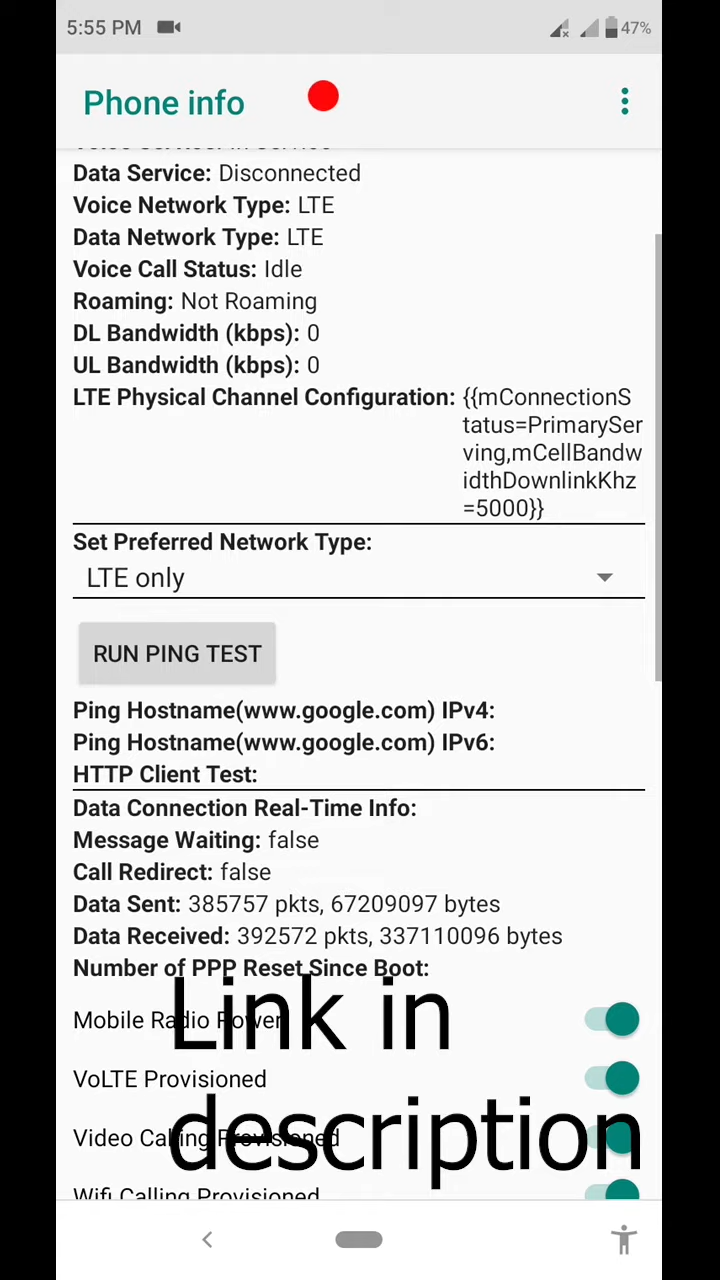 5:55 PM 47%
Phone info
Data Service: Disconnected
Voice Network Type: LTE
Data Network Type: LTE
Voice Call Status: Idle
Roaming: Not Roaming
DL Bandwidth (kbps): 0
UL Bandwidth (kbps): 0
LTE Physical Channel Configuration: {{mConnectionS
tatus=PrimarySer
ving,mCellBandw
idthDownlinkKhz
=5000}}
Set Preferred Network Type:
LTE only
RUN PING TEST
Ping Hostname(www.google.com) IPv4:
Ping Hostname(www.google.com) IPv6:
HTTP Client Test:
Data Connection Real-Time Info:
Message Waiting: false
Call Redirect: false
Data Sent: 385757 pkts, 67209097 bytes
Data Received: 392572 pkts, 337110096 bytes
Number of PPP Reset Since Boot:
Link in
Mobile Radio Power
VoLTE Provisioned
description
Video Calling Provisioned
Wifi Calling Provisioned